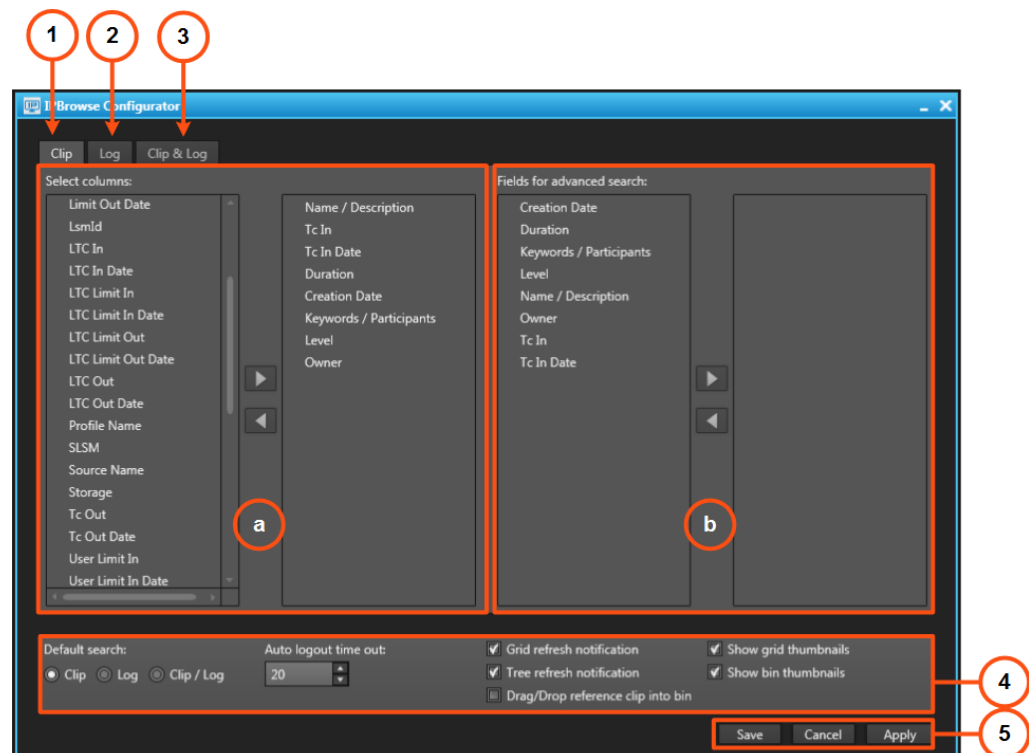 1
2
3
IPBrowse Configurator
Clip
Log
Clip & Log
Select columns:
Limit Out Date
LsmId
LTC In
LTC In Date
LTC Limit In
LTC Limit In Date
LTC Limit Out
LTC Limit Out Date
LTC Out
LTC Out Date
Profile Name
SLSM
Source Name
Storage
Tc Out
Tc Out Date
User Limit In
User Limit In Date
Name / Description
Tc In
Tc In Date
Duration
Creation Date
Keywords / Participants
Level
Owner
a
Fields for advanced search:
Creation Date
Duration
Keywords / Participants
Level
Name / Description
Owner
Tc In
Tc In Date
b
Default search:
Clip
Log
Clip / Log
Auto logout time out:
20
Grid refresh notification
Tree refresh notification
Drag/Drop reference clip into bin
Show grid thumbnails
Show bin thumbnails
4
Save
Cancel
Apply
5